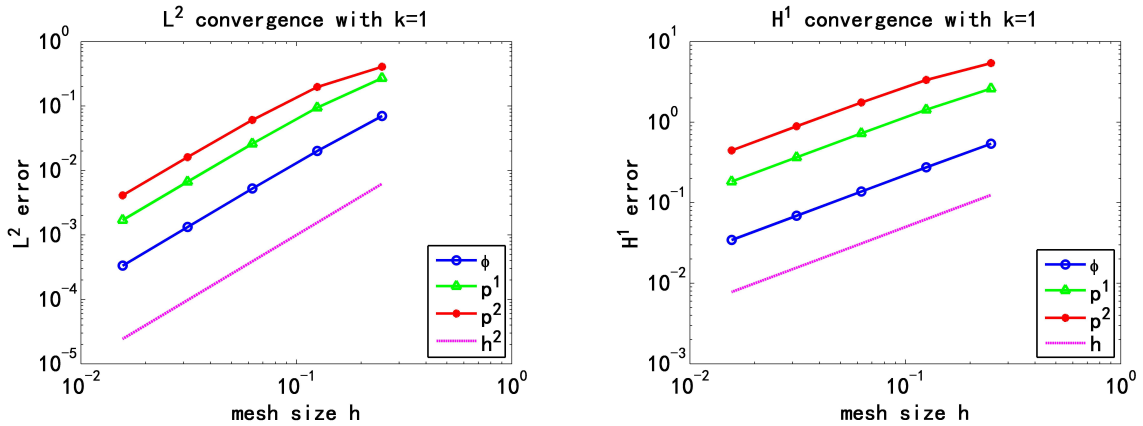 L² convergence with k=1
L² error
10⁰
10⁻¹
10⁻²
10⁻³
10⁻⁴
10⁻⁵
10⁻² 10⁻¹ 10⁰
mesh size h
ϕ
p¹
p²
h²
H¹ convergence with k=1
H¹ error
10¹
10⁰
10⁻¹
10⁻²
10⁻³
10⁻² 10⁻¹ 10⁰
mesh size h
ϕ
p¹
p²
h